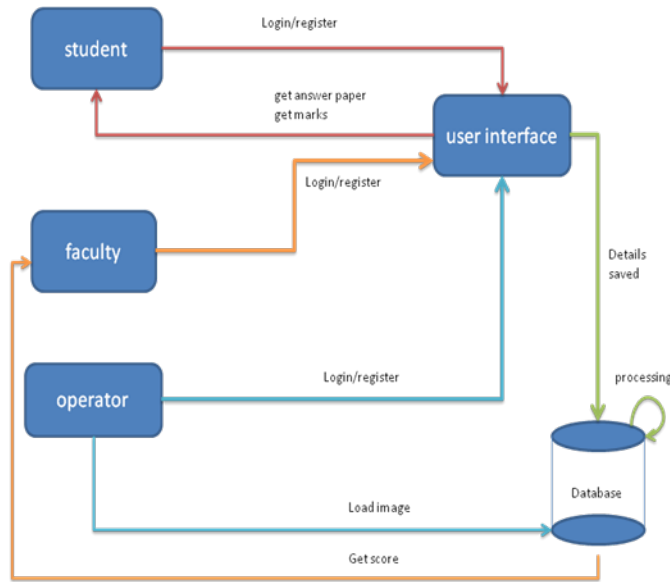 Login/register
student
get answer paper
get marks
user interface
Login/register
faculty
Details
saved
Login/register
processing
operator
Database
Load image
Get score